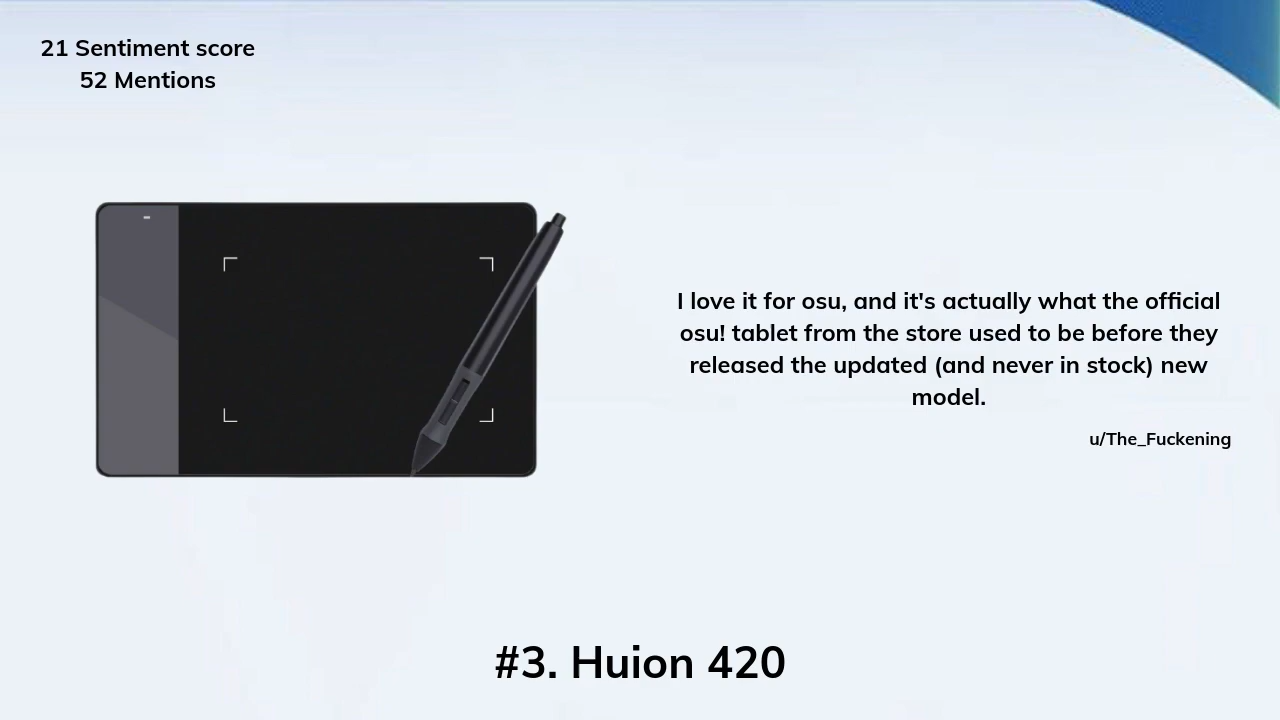 21 Sentiment score
52 Mentions
I love it for osu, and it's actually what the official
osu! tablet from the store used to be before they
released the updated (and never in stock) new
model.
u/The_Fuckening
#3. Huion 420